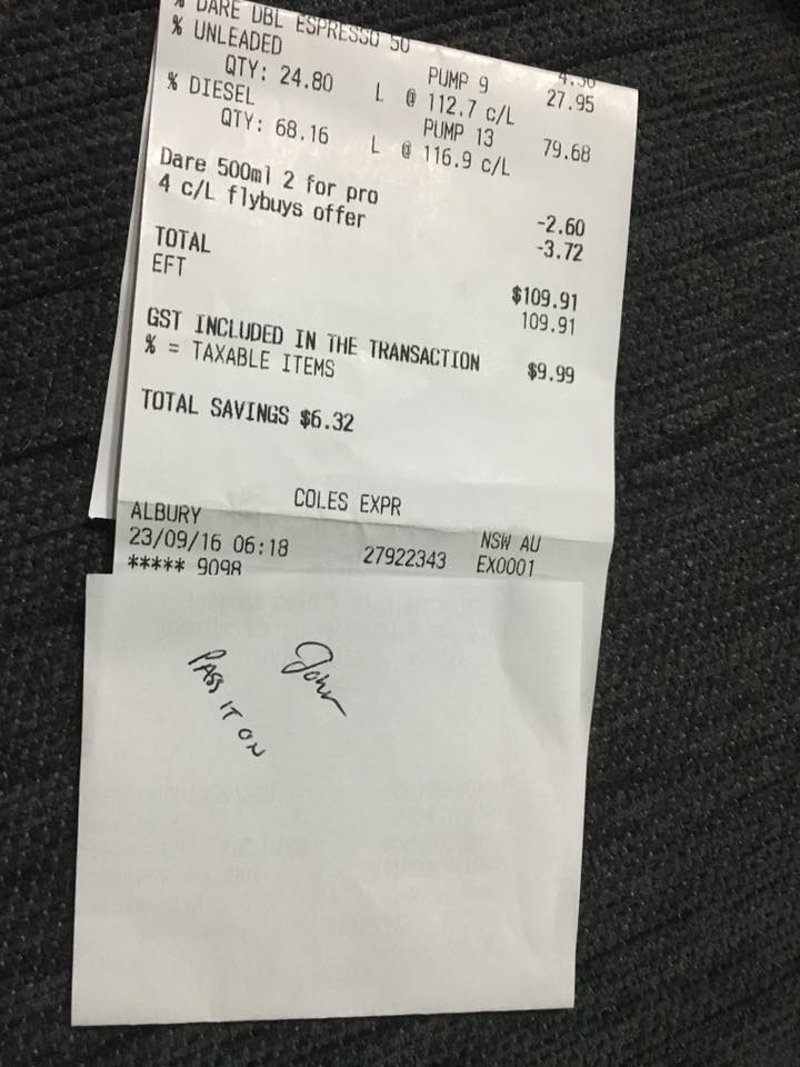 % DARE DBL ESPRESSO 50 4.50
% UNLEADED PUMP 9 27.95
QTY: 24.80 L @ 112.7 c/L
% DIESEL PUMP 13 79.68
QTY: 68.16 L @ 116.9 c/L
Dare 500ml 2 for pro -2.60
4 c/L flybuys offer -3.72
TOTAL $109.91
EFT 109.91
GST INCLUDED IN THE TRANSACTION $9.99
% = TAXABLE ITEMS
TOTAL SAVINGS $6.32
COLES EXPR
ALBURY NSW AU
23/09/16 06:18 27922343 EX0001
***** 9098
John
PASS IT ON